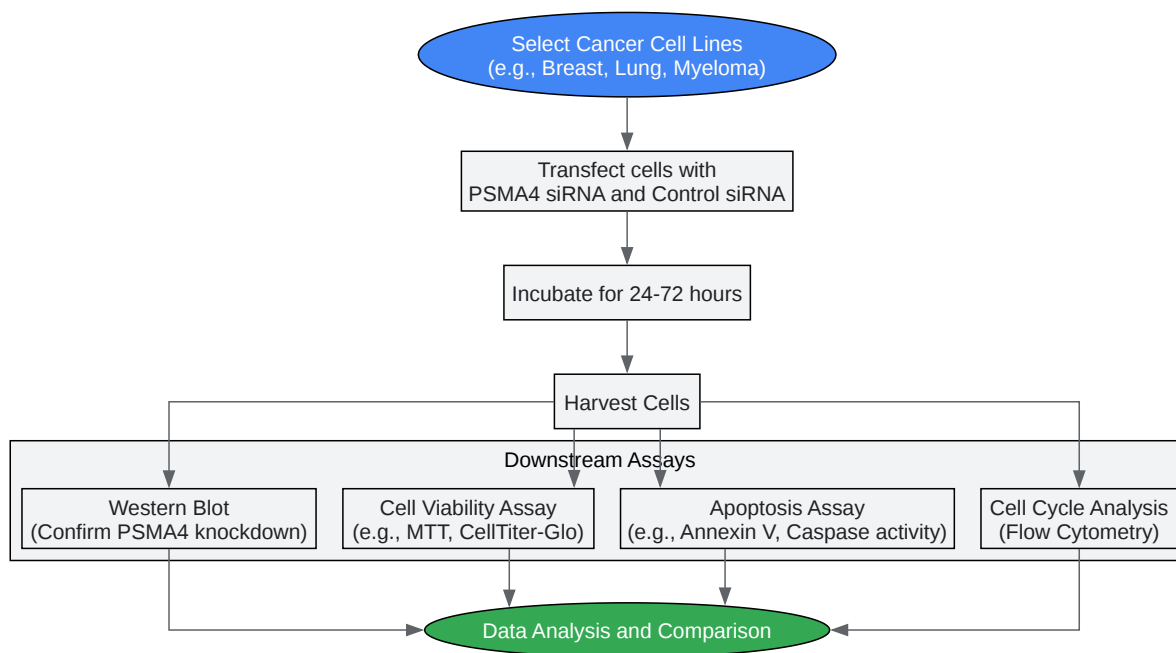 Select Cancer Cell Lines
(e.g., Breast, Lung, Myeloma)
Transfect cells with
PSMA4 siRNA and Control siRNA
Incubate for 24-72 hours
Harvest Cells
Downstream Assays
Western Blot
(Confirm PSMA4 knockdown)
Cell Viability Assay
(e.g., MTT, CellTiter-Glo)
Apoptosis Assay
(e.g., Annexin V, Caspase activity)
Cell Cycle Analysis
(Flow Cytometry)
Data Analysis and Comparison